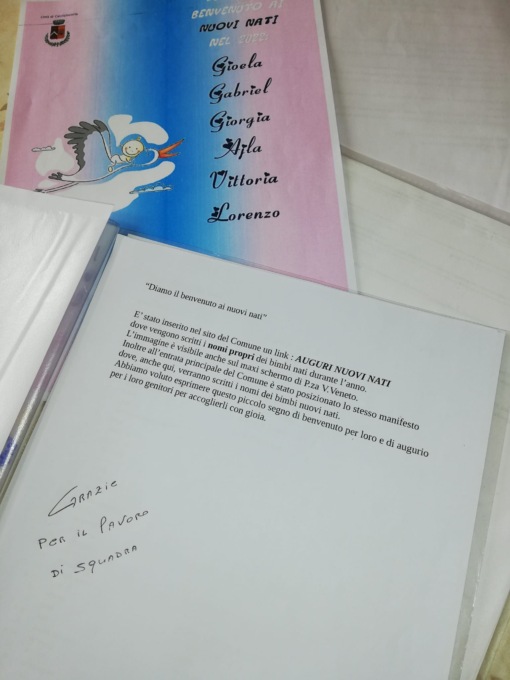 BENVENUTO AI
NUOVI NATI
Gioela
Gabriel
Giorgia
Ajla
Vittoria
Lorenzo
"Diamo il benvenuto ai nuovi nati"
E' stato inserito nel sito del Comune un link : AUGURI NUOVI NATI
dove vengono scritti i nomi propri dei bimbi nati durante l'anno.
L'immagine è visibile anche sul maxi schermo di P.za V.Veneto.
Inoltre all'entrata principale del Comune è stato posizionato lo stesso manifesto
dove, anche qui, verranno scritti i nomi dei bimbi nuovi nati.
Abbiamo voluto esprimere questo piccolo segno di benvenuto per loro e di augurio
per i loro genitori per accoglierli con gioia.
GRAZIE
PER IL LAVORO
DI SQUADRA